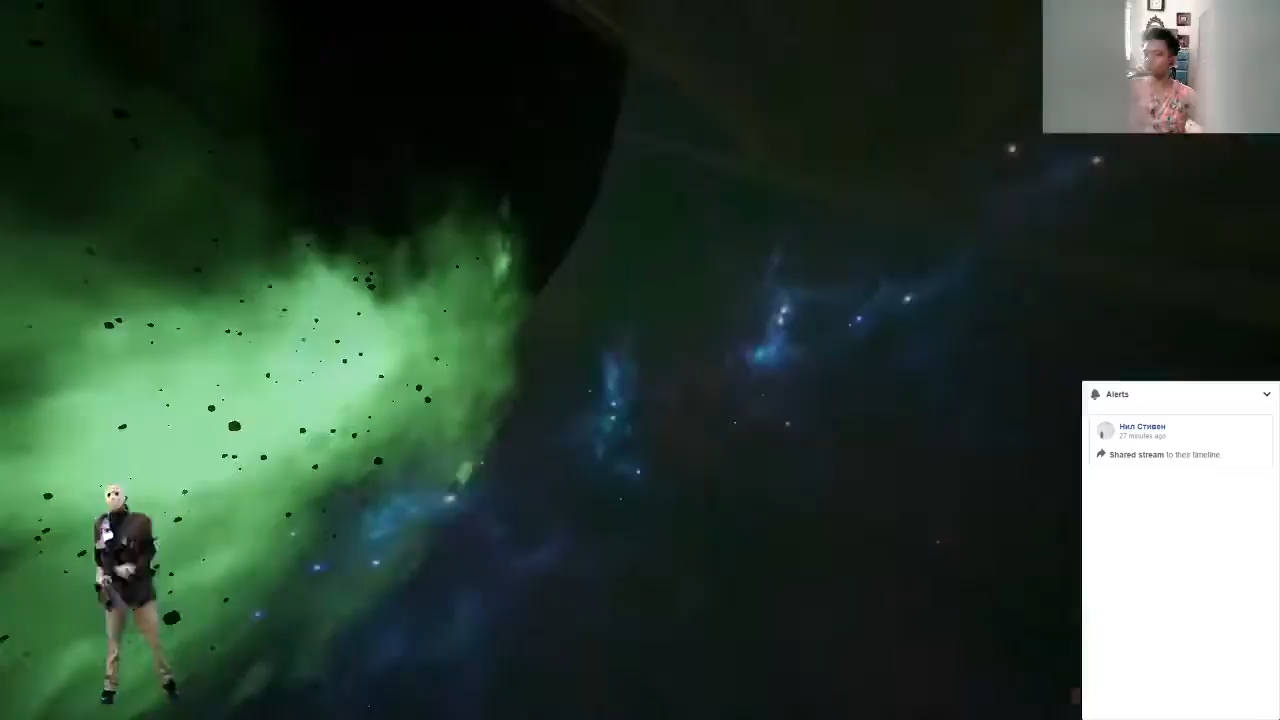 Alerts
Нил Стивен
27 minutes ago
Shared stream to their timeline